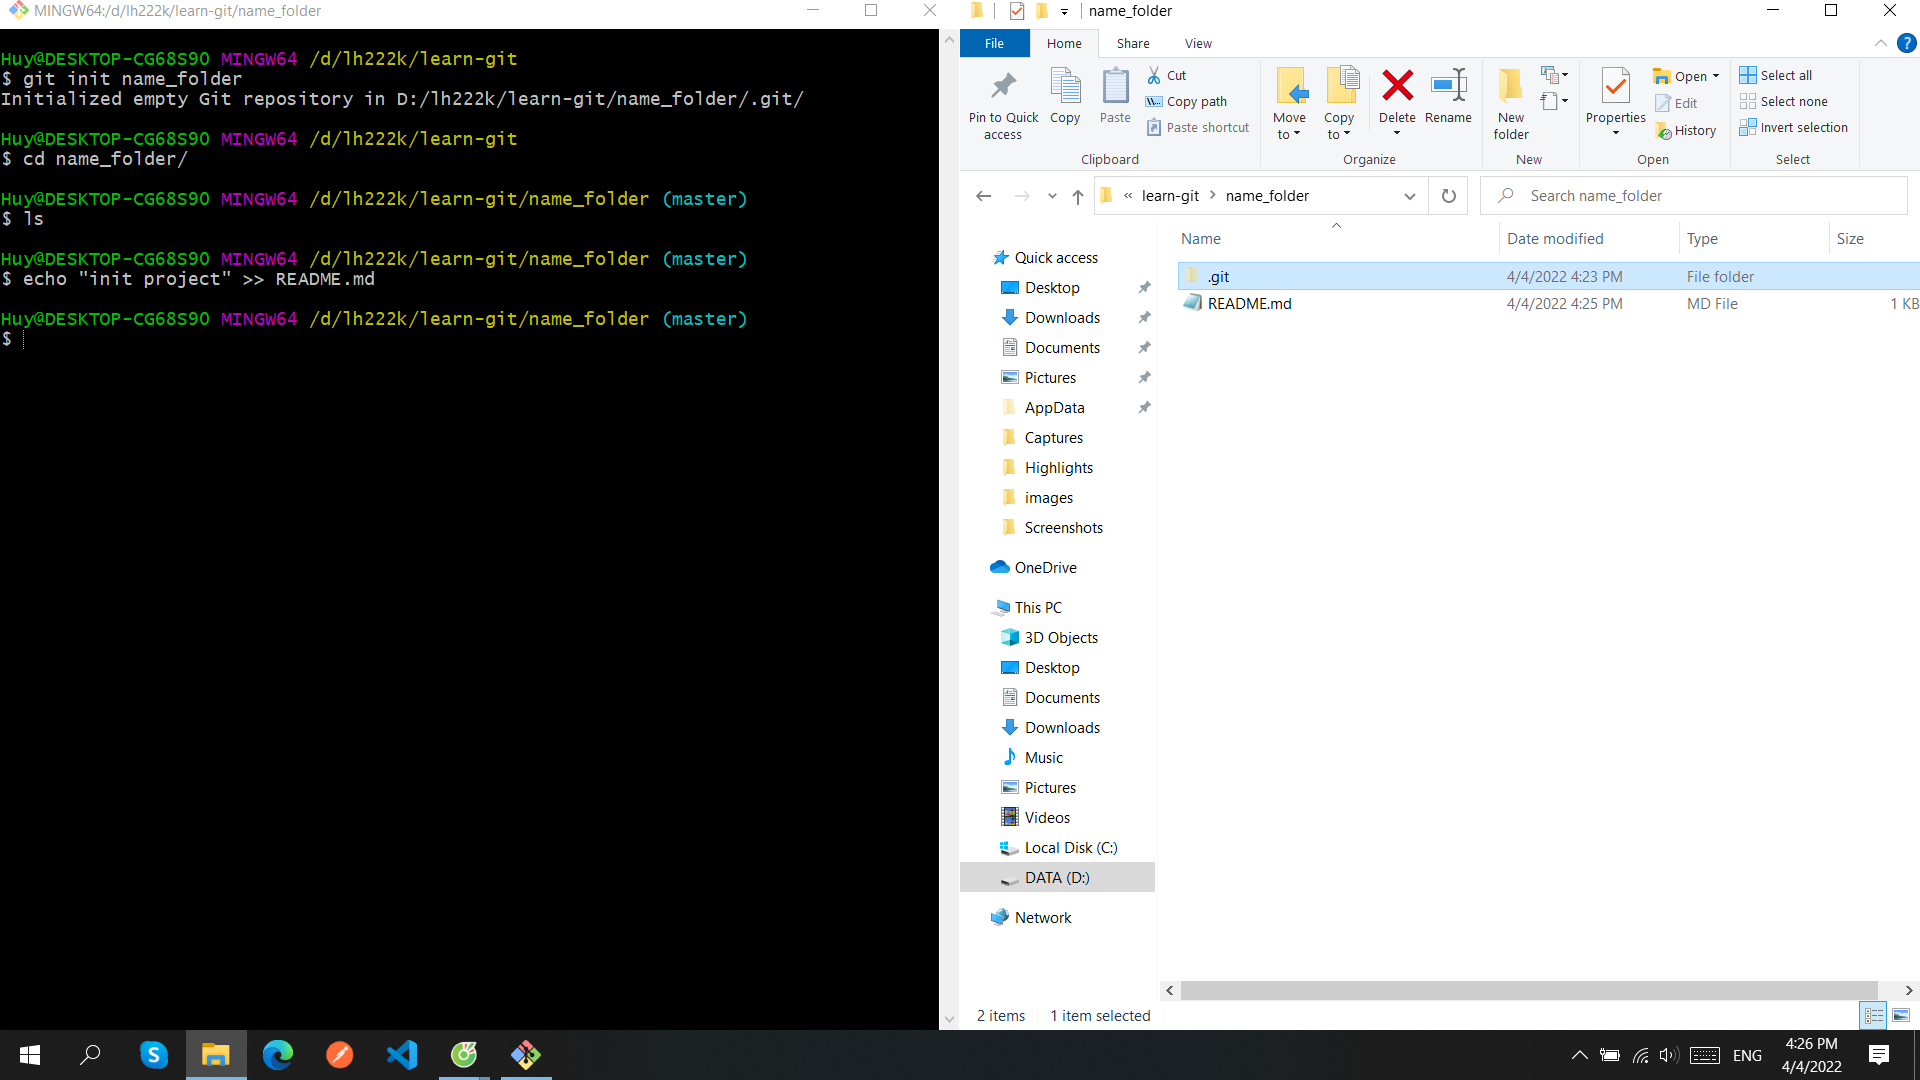 MINGW64:/d/lh222k/learn-git/name_folder
Huy@DESKTOP-CG68S90 MINGW64 /d/lh222k/learn-git
$ git init name_folder
Initialized empty Git repository in D:/lh222k/learn-git/name_folder/.git/
Huy@DESKTOP-CG68S90 MINGW64 /d/lh222k/learn-git
$ cd name_folder/
Huy@DESKTOP-CG68S90 MINGW64 /d/lh222k/learn-git/name_folder (master)
$ ls
Huy@DESKTOP-CG68S90 MINGW64 /d/lh222k/learn-git/name_folder (master)
$ echo "init project" >> README.md
Huy@DESKTOP-CG68S90 MINGW64 /d/lh222k/learn-git/name_folder (master)
$
name_folder
File Home Share View
Pin to Quick access
Copy
Paste
Cut
Copy path
Paste shortcut
Clipboard
Move to
Copy to
Delete
Rename
Organize
New folder
New
Properties
Open
Edit
History
Open
Select all
Select none
Invert selection
Select
« learn-git > name_folder
Search name_folder
Name Date modified Type Size
.git 4/4/2022 4:23 PM File folder
README.md 4/4/2022 4:25 PM MD File 1 KB
Quick access
Desktop
Downloads
Documents
Pictures
AppData
Captures
Highlights
images
Screenshots
OneDrive
This PC
3D Objects
Desktop
Documents
Downloads
Music
Pictures
Videos
Local Disk (C:)
DATA (D:)
Network
2 items 1 item selected
ENG
4:26 PM
4/4/2022